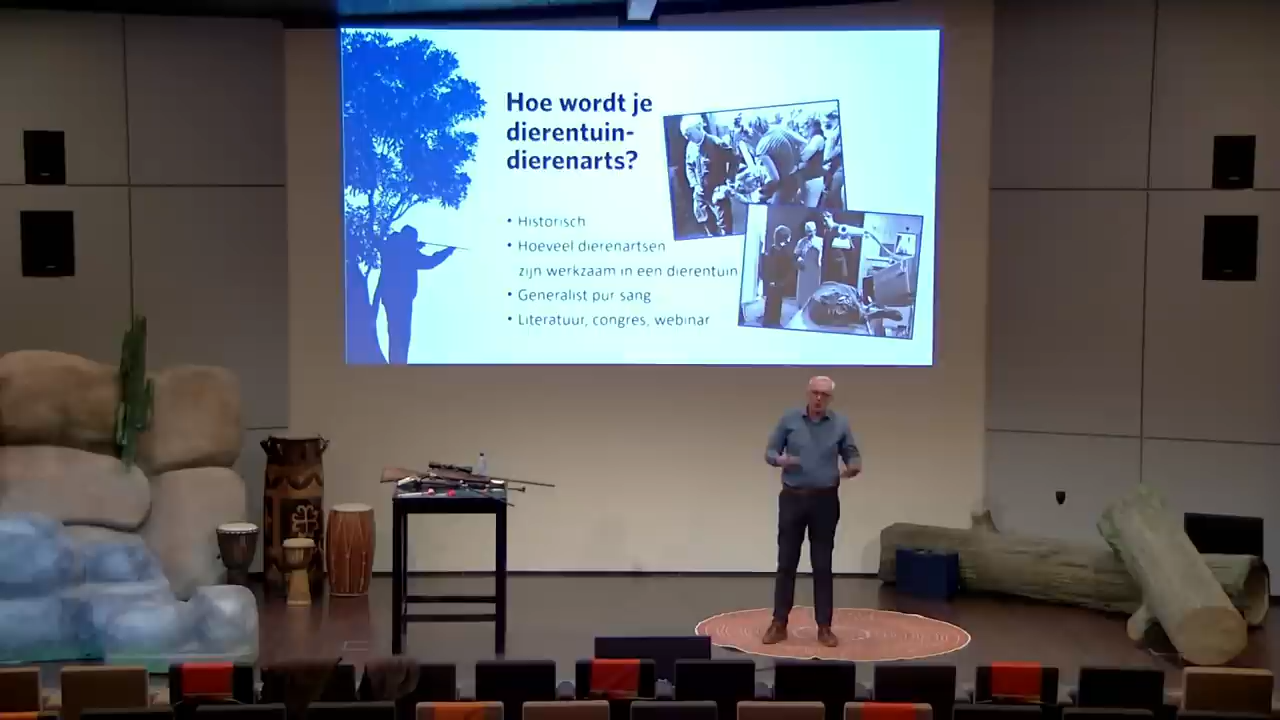 Hoe wordt je
dierentuin-
dierenarts?
• Historisch
• Hoeveel dierenartsen
zijn werkzaam in een dierentuin
• Generalist pur sang
• Literatuur, congres, webinar